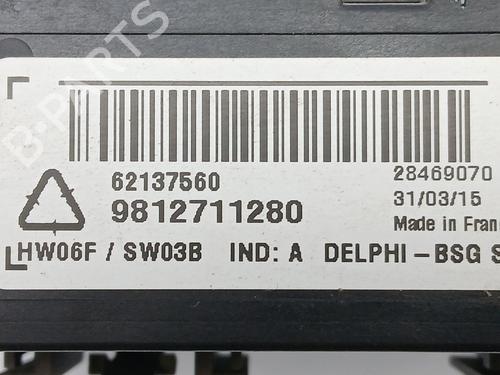 B-PARTS
62137560
28469070
9812711280
31/03/15
Made in Fran
HW06F / SW03B IND: A DELPHI-BSG S